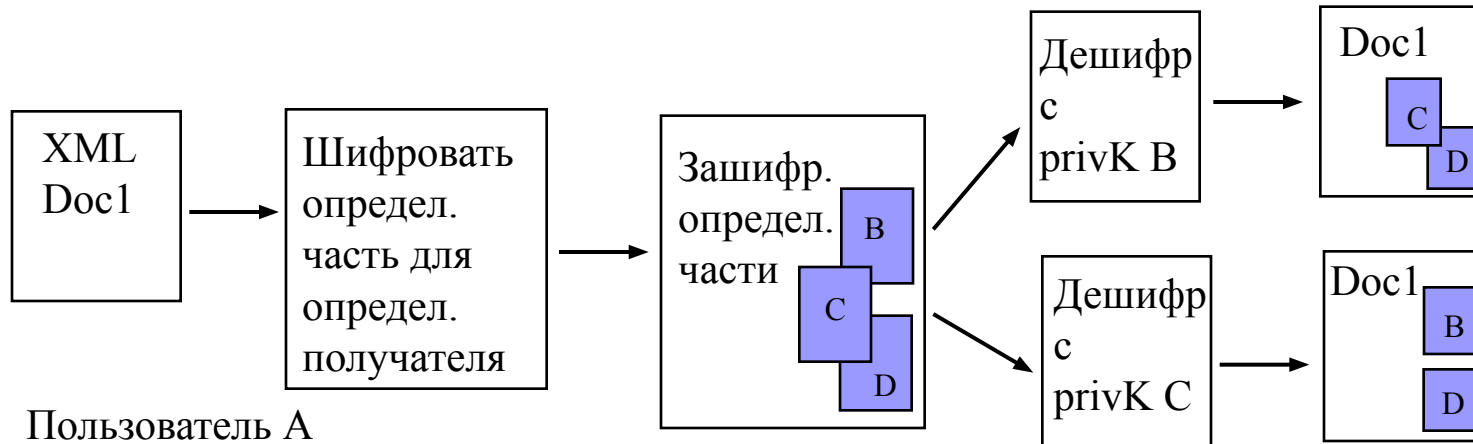 XML
Doc1
Шифровать
определ.
часть для
определ.
получателя
Зашифр.
определ.
части
B
C
D
Дешифр
с
privK B
Doc1
C
D
Дешифр
с
privK C
Doc1
B
D
Пользователь А